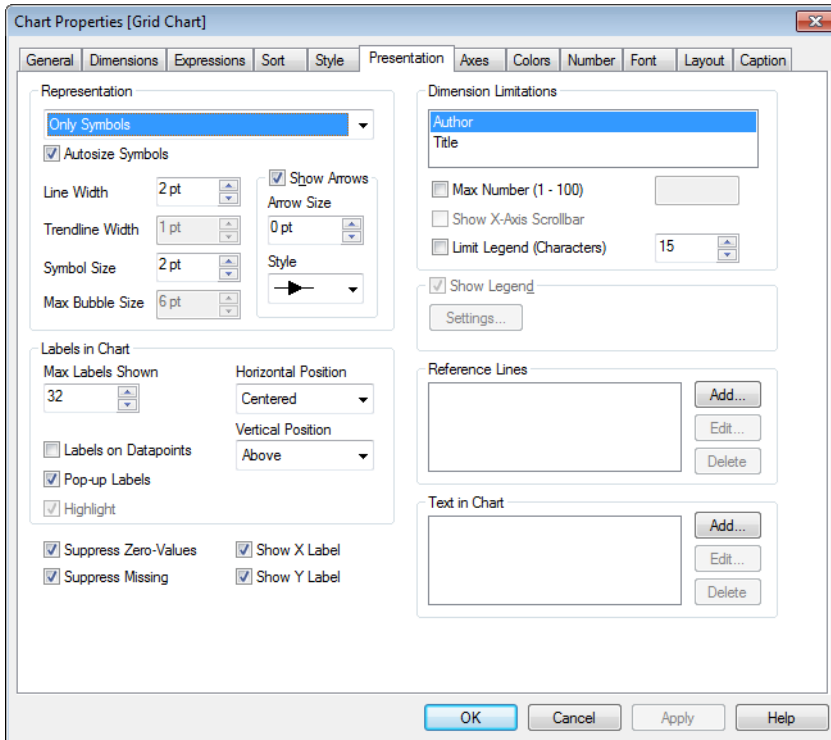 Chart Properties [Grid Chart]
General Dimensions Expressions Sort Style Presentation Axes Colors Number Font Layout Caption
Representation
Only Symbols
Autosize Symbols
Line Width 2 pt
Trendline Width 1 pt
Symbol Size 2 pt
Max Bubble Size 6 pt
Show Arrows
Arrow Size
0 pt
Style
Labels in Chart
Max Labels Shown
32
Horizontal Position
Centered
Vertical Position
Above
Labels on Datapoints
Pop-up Labels
Highlight
Suppress Zero-Values Show X Label
Suppress Missing Show Y Label
Dimension Limitations
Author
Title
Max Number (1 - 100)
Show X-Axis Scrollbar
Limit Legend (Characters) 15
Show Legend
Settings...
Reference Lines
Add...
Edit...
Delete
Text in Chart
Add...
Edit...
Delete
OK Cancel Apply Help